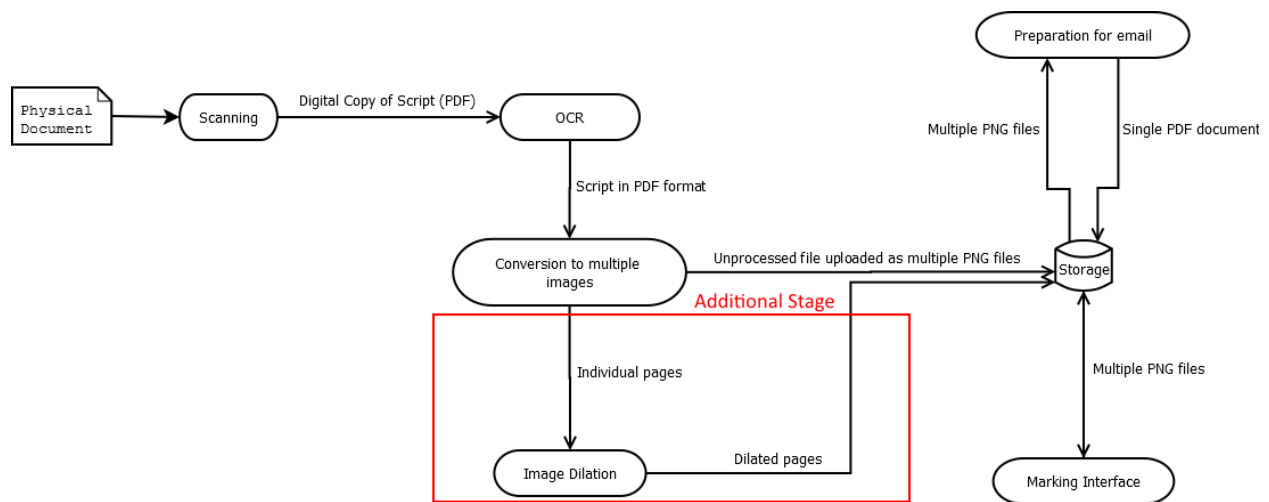 Preparation for email
Physical
Document
Scanning
Digital Copy of Script (PDF)
OCR
Multiple PNG files
Single PDF document
Script in PDF format
Conversion to multiple
images
Unprocessed file uploaded as multiple PNG files
Storage
Additional Stage
Individual pages
Multiple PNG files
Image Dilation
Dilated pages
Marking Interface